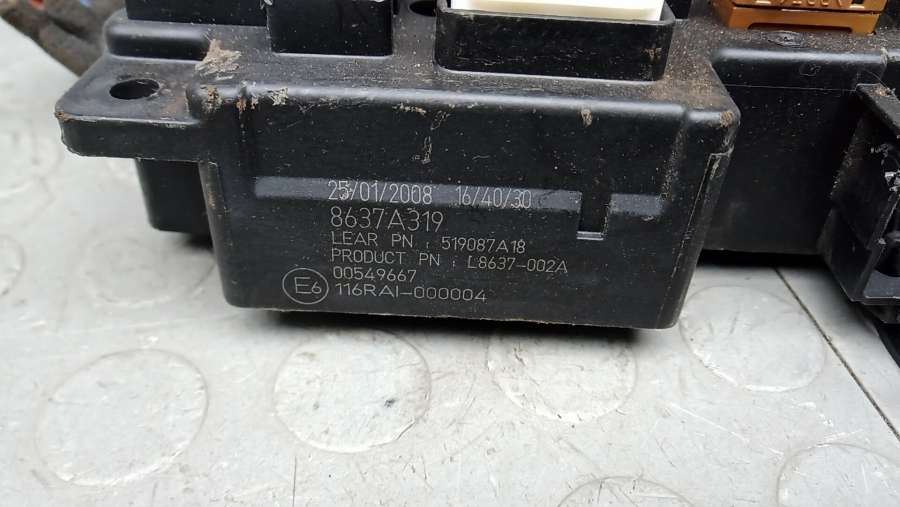 25/01/2008 16/40/30
8637A319
LEAR PN : 519087A18
PRODUCT PN : L8637-002A
00549667
E6 116RAI-000004